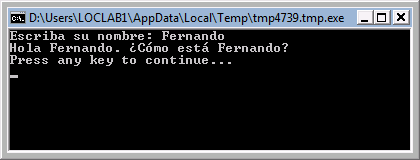 D:\Users\LOCLAB1\AppData\Local\Temp\tmp4739.tmp.exe
Escriba su nombre: Fernando
Hola Fernando. ¿Cómo está Fernando?
Press any key to continue...